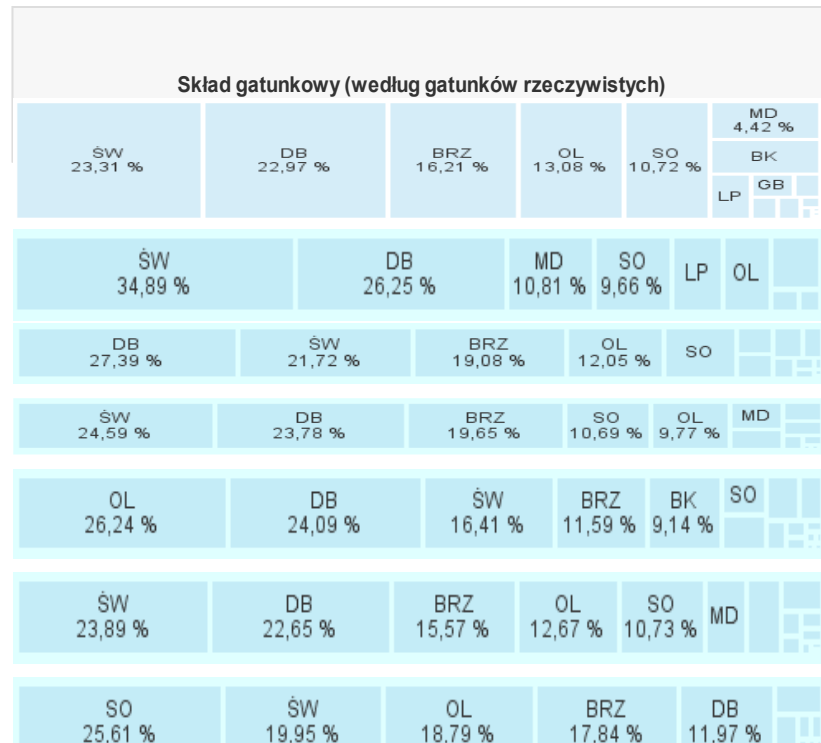 Skład gatunkowy (według gatunków rzeczywistych)
ŚW
23,31 %
DB
22,97 %
BRZ
16,21 %
OL
13,08 %
SO
10,72 %
MD
4,42 %
BK
LP
GB
ŚW
34,89 %
DB
26,25 %
MD
10,81 %
SO
9,66 %
LP
OL
DB
27,39 %
ŚW
21,72 %
BRZ
19,08 %
OL
12,05 %
SO
ŚW
24,59 %
DB
23,78 %
BRZ
19,65 %
SO
10,69 %
OL
9,77 %
MD
OL
26,24 %
DB
24,09 %
ŚW
16,41 %
BRZ
11,59 %
BK
9,14 %
SO
ŚW
23,89 %
DB
22,65 %
BRZ
15,57 %
OL
12,67 %
SO
10,73 %
MD
SO
25,61 %
ŚW
19,95 %
OL
18,79 %
BRZ
17,84 %
DB
11,97 %